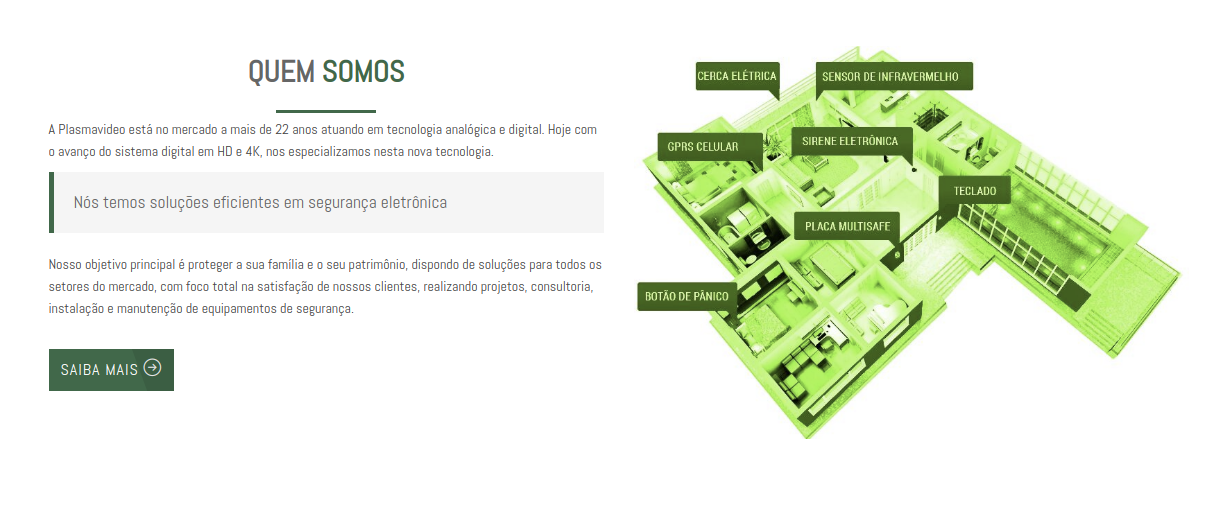 QUEM SOMOS
A Plasmavideo está no mercado a mais de 22 anos atuando em tecnologia analógica e digital. Hoje com
o avanço do sistema digital em HD e 4K, nos especializamos nesta nova tecnologia.
Nós temos soluções eficientes em segurança eletrônica
Nosso objetivo principal é proteger a sua família e o seu patrimônio, dispondo de soluções para todos os
setores do mercado, com foco total na satisfação de nossos clientes, realizando projetos, consultoria,
instalação e manutenção de equipamentos de segurança.
SAIBA MAIS
CERCA ELÉTRICA
SENSOR DE INFRAVERMELHO
GPRS CELULAR
SIRENE ELETRÔNICA
TECLADO
PLACA MULTISAFE
BOTÃO DE PÂNICO